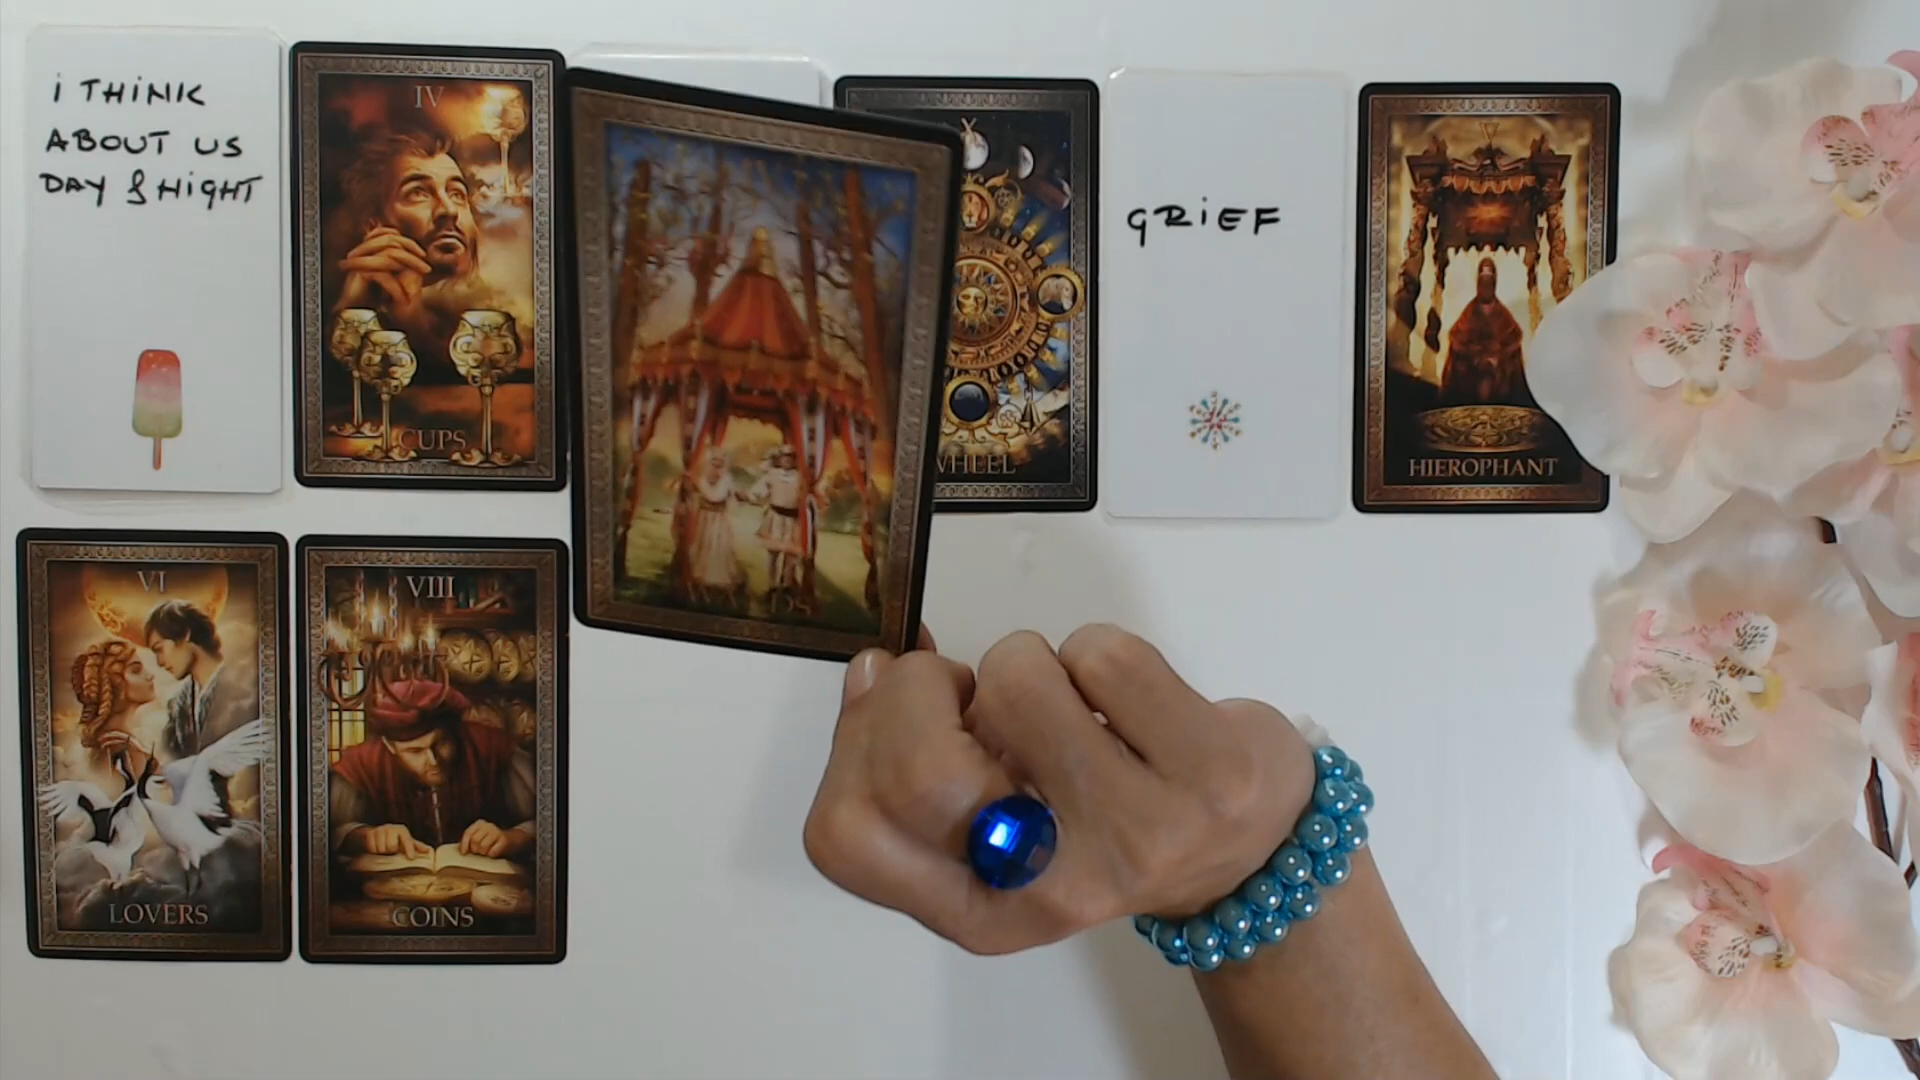 i THiNK
ABOUT US
DAY & NiGHT
IV
CUPS
WHEEL
GRiEF
V
HIEROPHANT
VI
LOVERS
VIII
COINS